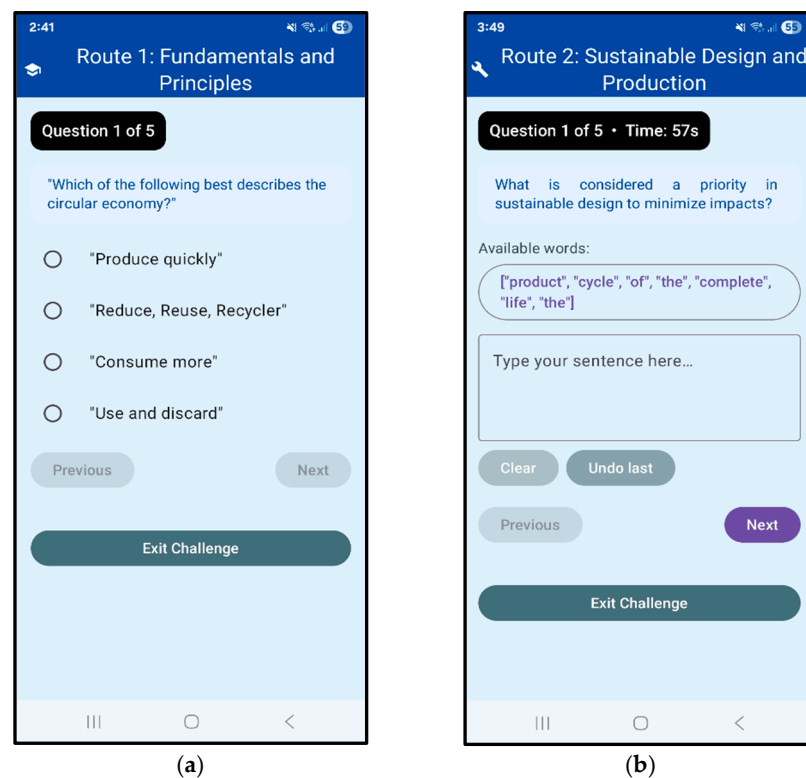 2:41
59
Route 1: Fundamentals and
Principles
Question 1 of 5
"Which of the following best describes the
circular economy?"
"Produce quickly"
"Reduce, Reuse, Recycler"
"Consume more"
"Use and discard"
Previous
Next
Exit Challenge
(a)
3:49
55
Route 2: Sustainable Design and
Production
Question 1 of 5 • Time: 57s
What is considered a priority in
sustainable design to minimize impacts?
Available words:
["product", "cycle", "of", "the", "complete",
"life", "the"]
Type your sentence here...
Clear
Undo last
Previous
Next
Exit Challenge
(b)